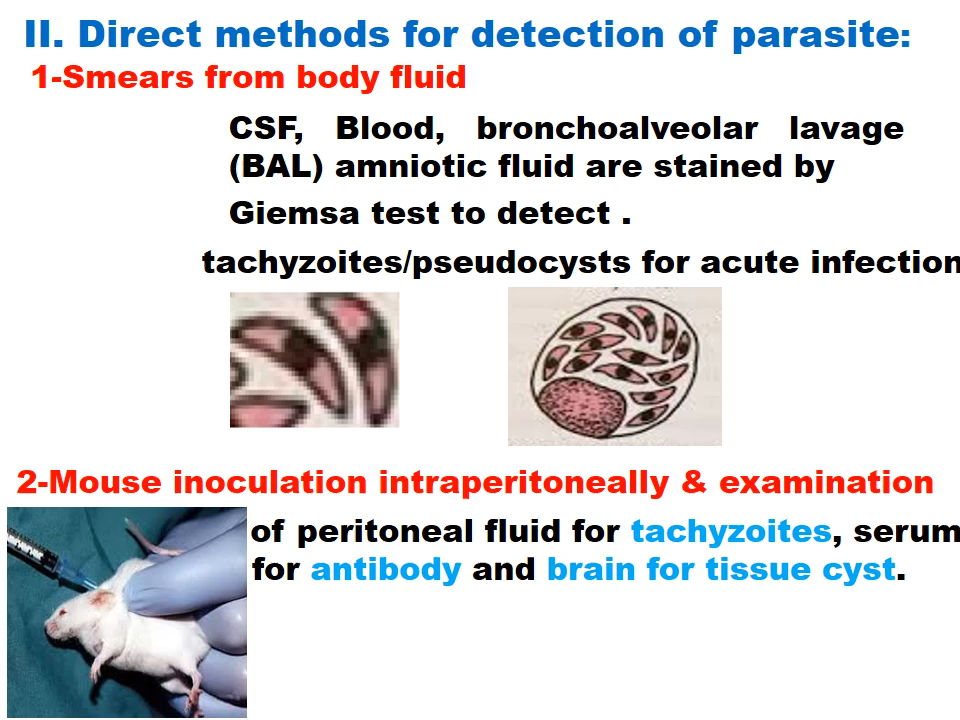 II. Direct methods for detection of parasite:
1-Smears from body fluid
CSF, Blood, bronchoalveolar lavage
(BAL) amniotic fluid are stained by
Giemsa test to detect .
tachyzoites/pseudocysts for acute infection
2-Mouse inoculation intraperitoneally & examination
of peritoneal fluid for tachyzoites, serum
for antibody and brain for tissue cyst.